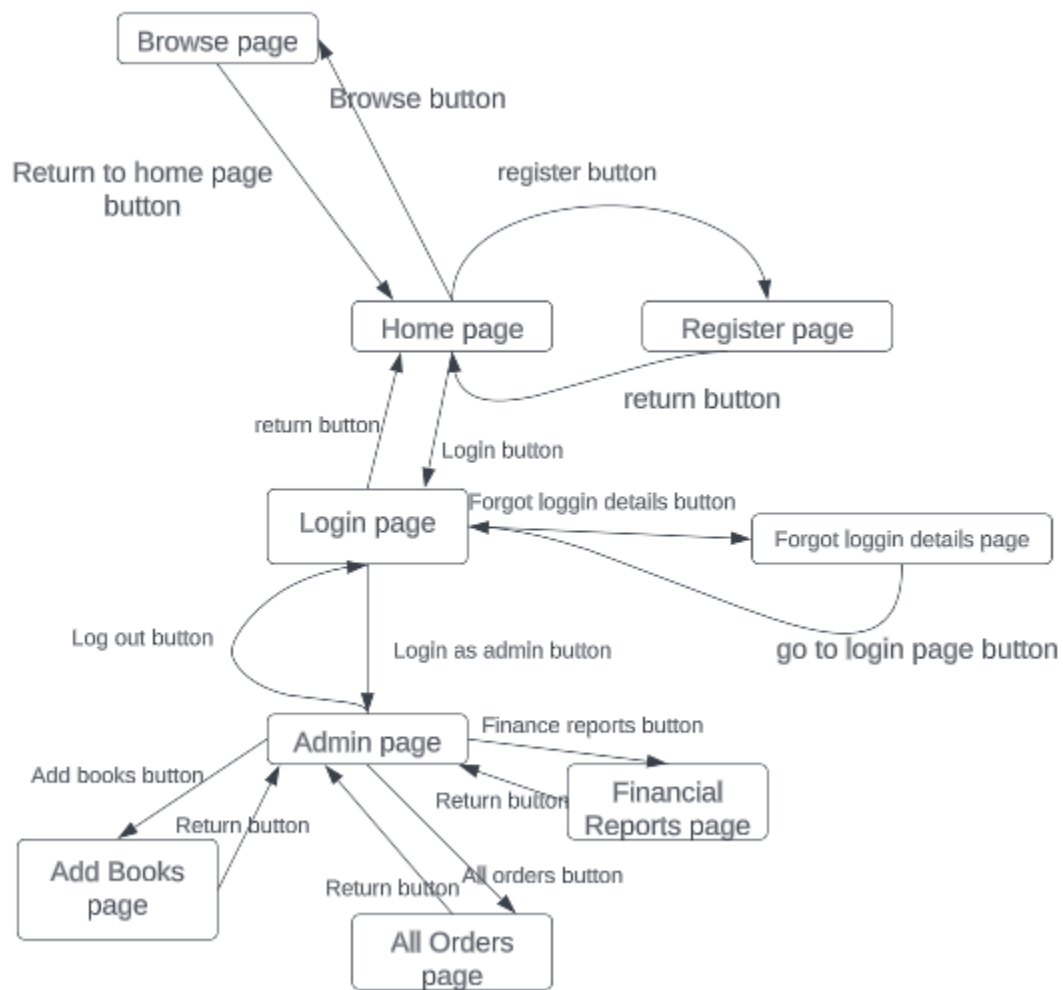 Browse page
Browse button
Return to home page
button
register button
Home page
Register page
return button
return button
Login button
Login page
Forgot loggin details button
Forgot loggin details page
Log out button
Login as admin button
go to login page button
Admin page
Finance reports button
Add books button
Return button
Return button
Financial
Reports page
Add Books
page
Return button
All orders button
All Orders
page